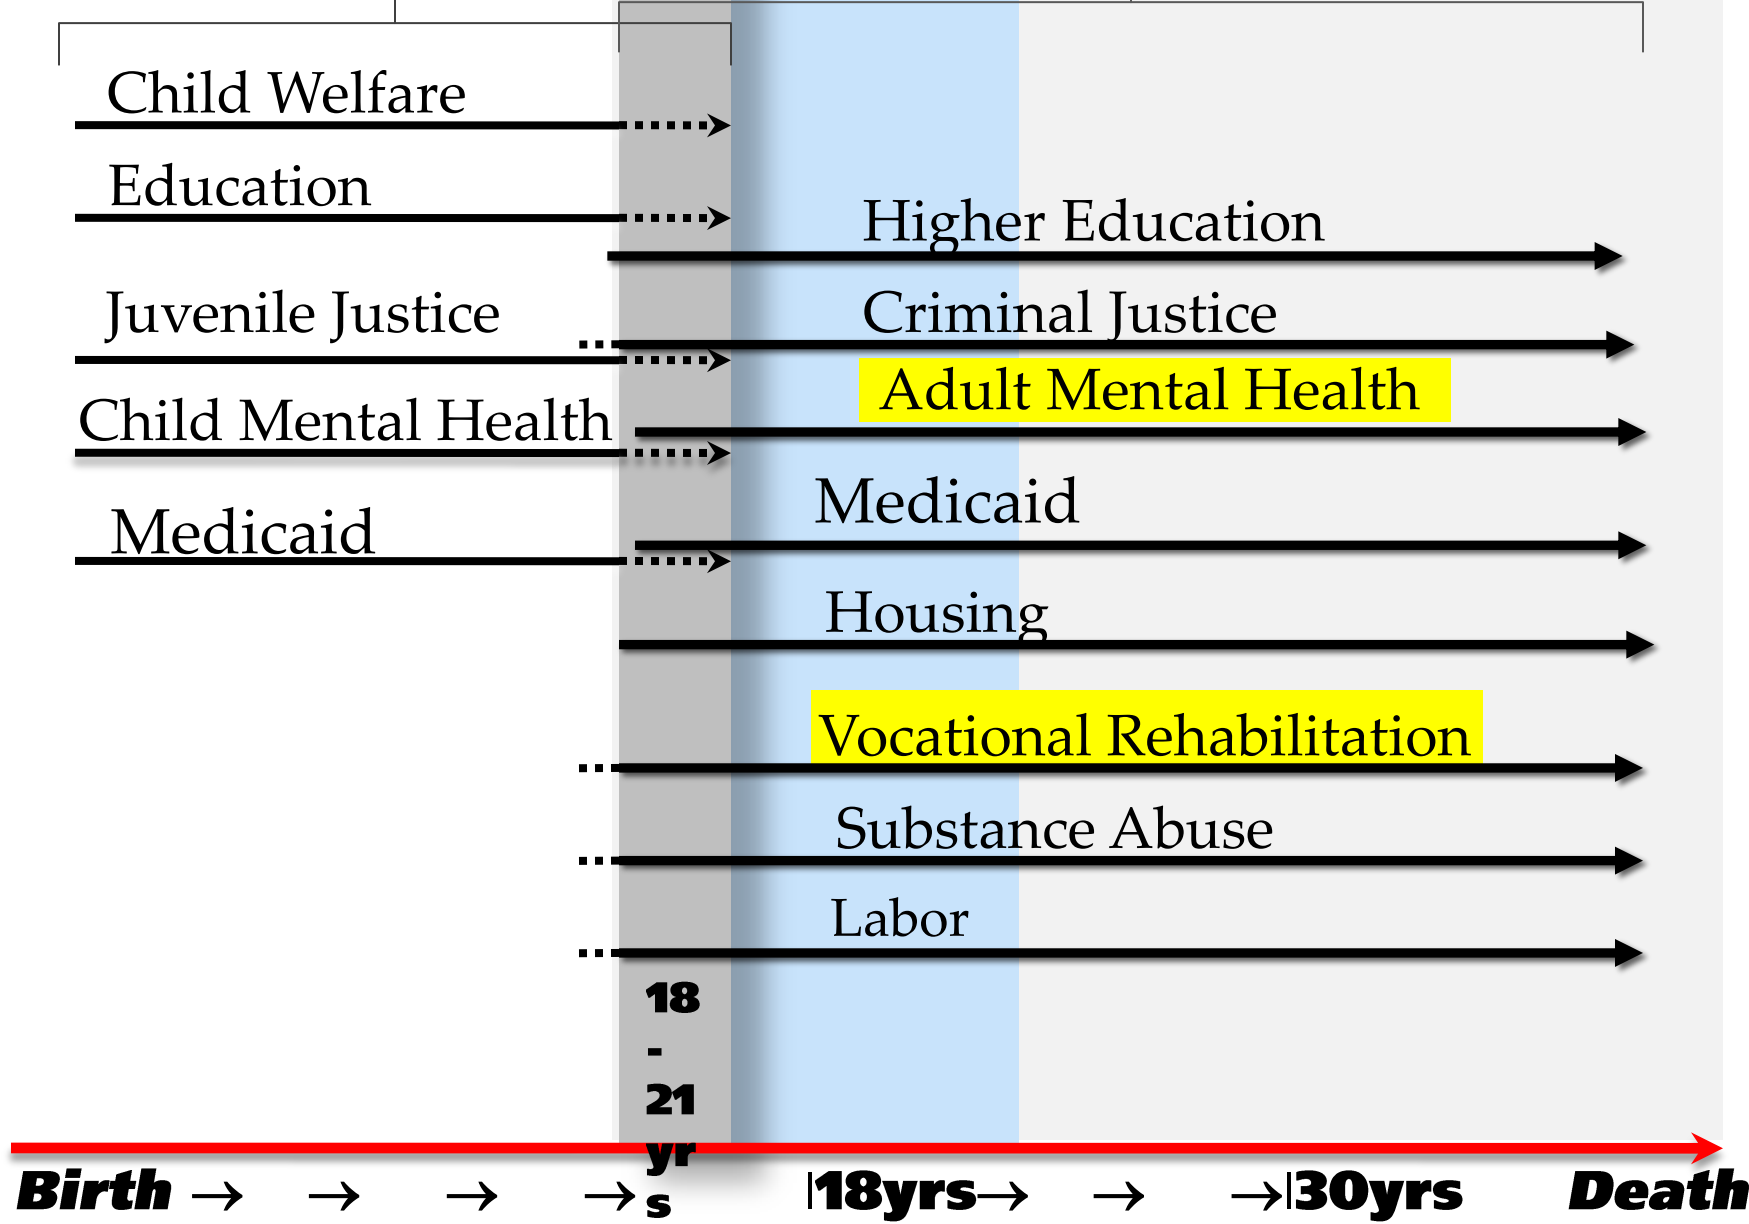 Child Welfare
Education
Higher Education
Juvenile Justice
Criminal Justice
Adult Mental Health
Child Mental Health
Medicaid
Medicaid
Housing
Vocational Rehabilitation
Substance Abuse
Labor
18
-
21
yr
s
Birth → → → → |18yrs→ → →|30yrs Death